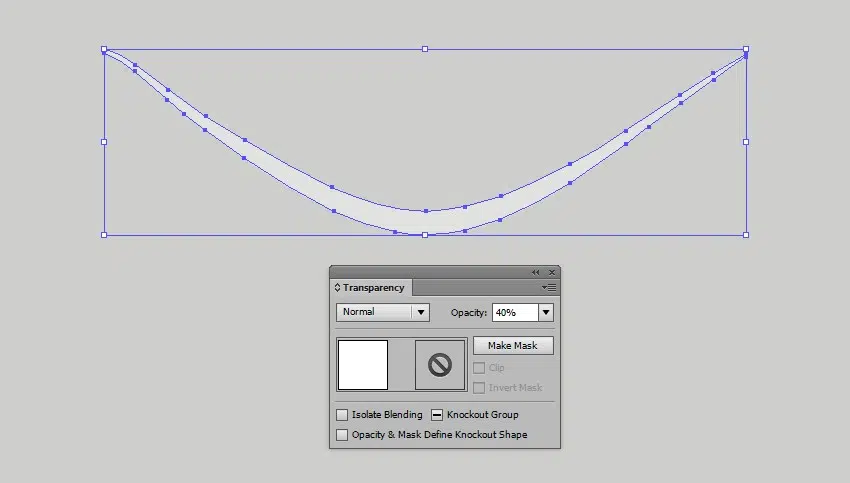 Transparency
Normal
Opacity: 40%
Make Mask
Clip
Invert Mask
Isolate Blending
Knockout Group
Opacity & Mask Define Knockout Shape